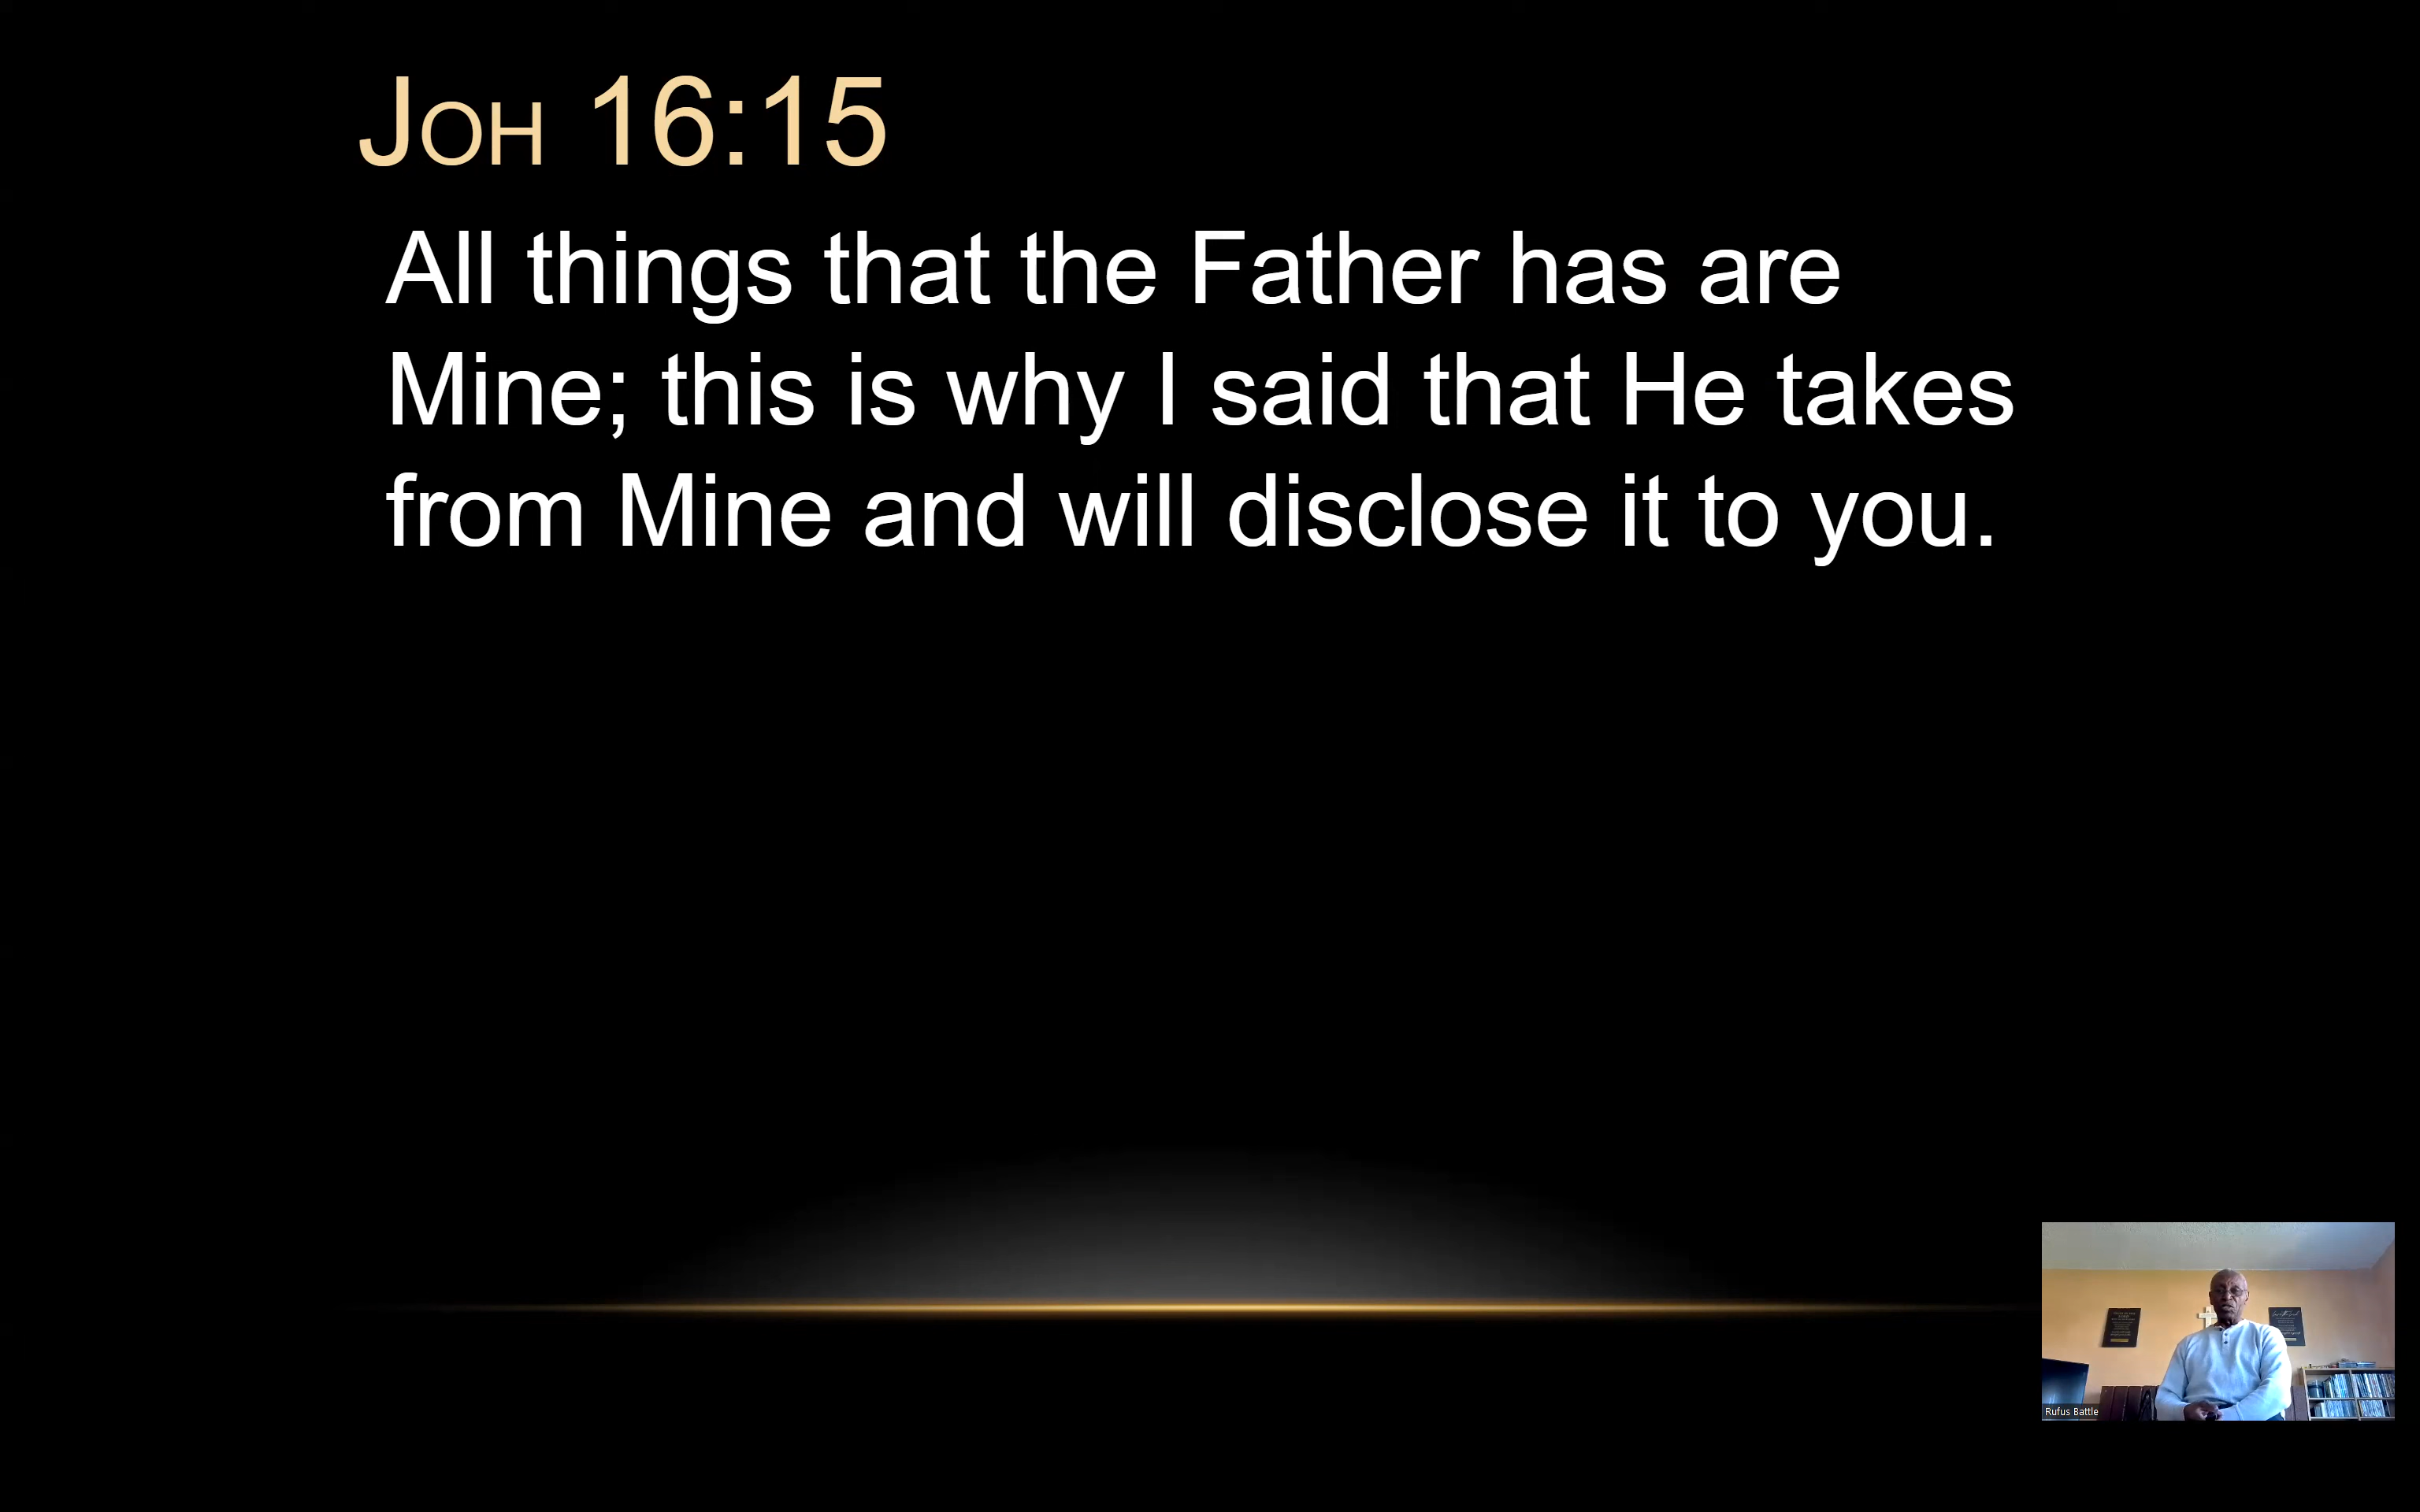 Joh 16:15
All things that the Father has are
Mine; this is why I said that He takes
from Mine and will disclose it to you.
Rufus Battle